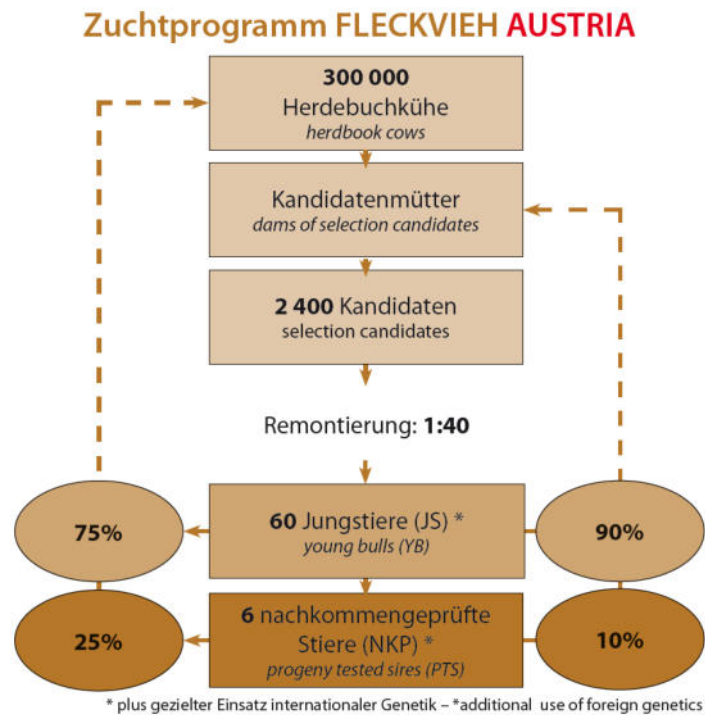 Zuchtprogramm FLECKVIEH AUSTRIA
300 000
Herdebuchkühe
herdbook cows
Kandidatenmütter
dams of selection candidates
2 400 Kandidaten
selection candidates
Remontierung: 1:40
75%
60 Jungstiere (JS) *
young bulls (YB)
90%
25%
6 nachkommengeprüfte
Stiere (NKP) *
progeny tested sires (PTS)
10%
* plus gezielter Einsatz internationaler Genetik – *additional use of foreign genetics